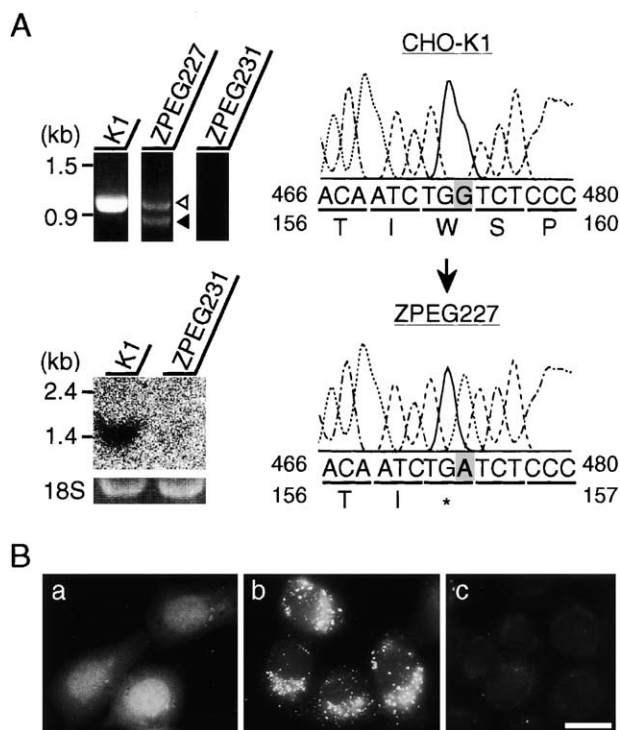 A
K1
ZPEG227
ZPEG231
(kb)
1.5
0.9
CHO-K1
466 ACA ATC TGG TCT CCC 480
156 T I W S P 160
ZPEG227
466 ACA ATC TGA TCT CCC 480
156 T I * 157
K1
ZPEG231
(kb)
2.4
1.4
18S
B
a
b
c